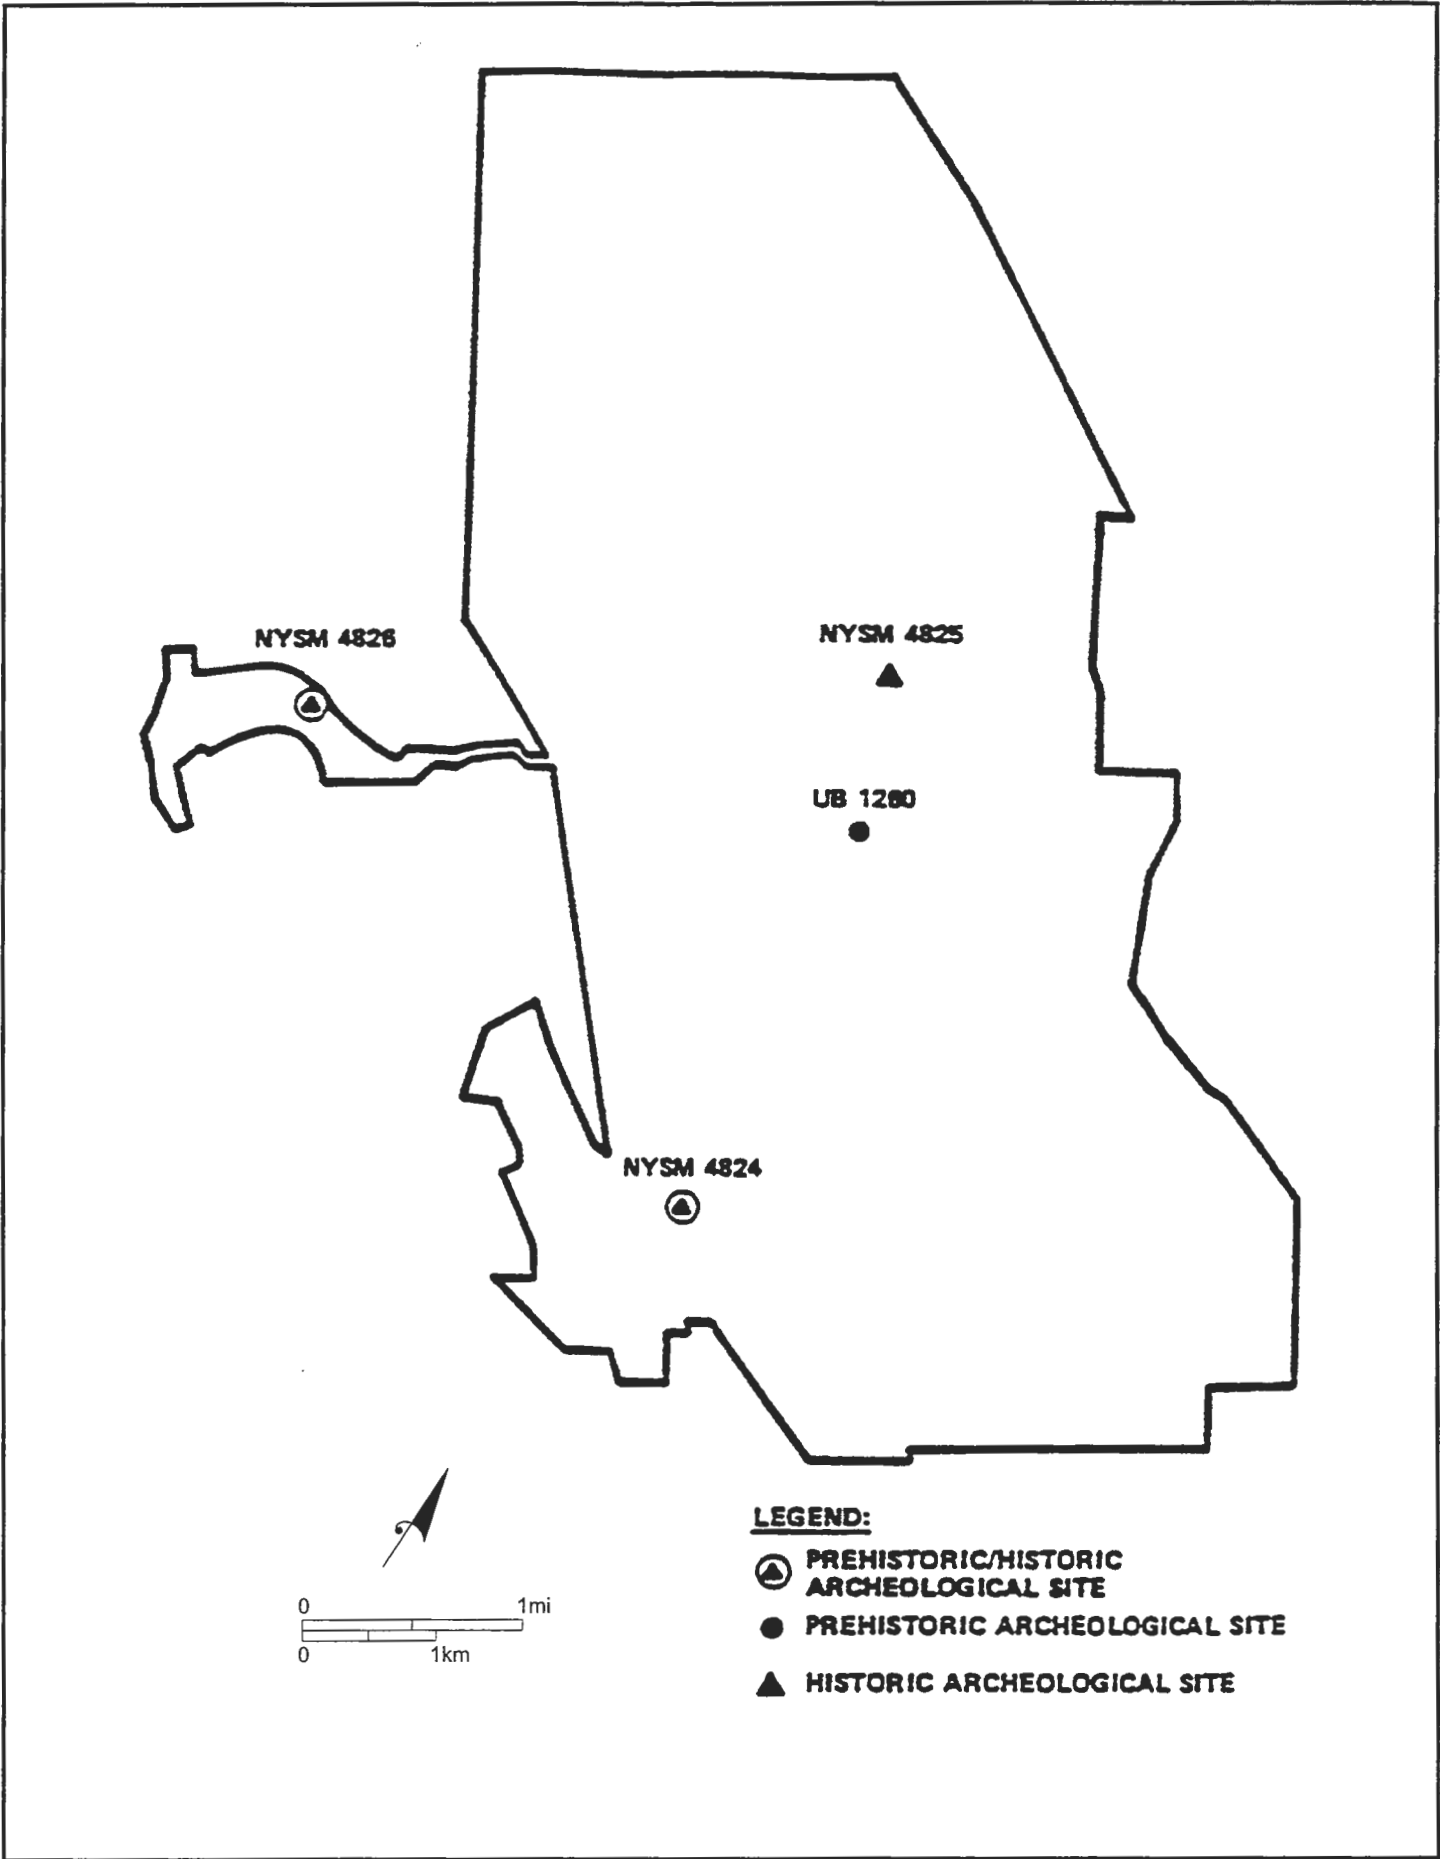 NYSM 4826
NYSM 4825
UB 1280
NYSM 4824
LEGEND:
PREHISTORIC/HISTORIC
ARCHEOLOGICAL SITE
PREHISTORIC ARCHEOLOGICAL SITE
HISTORIC ARCHEOLOGICAL SITE
0 1mi
0 1km